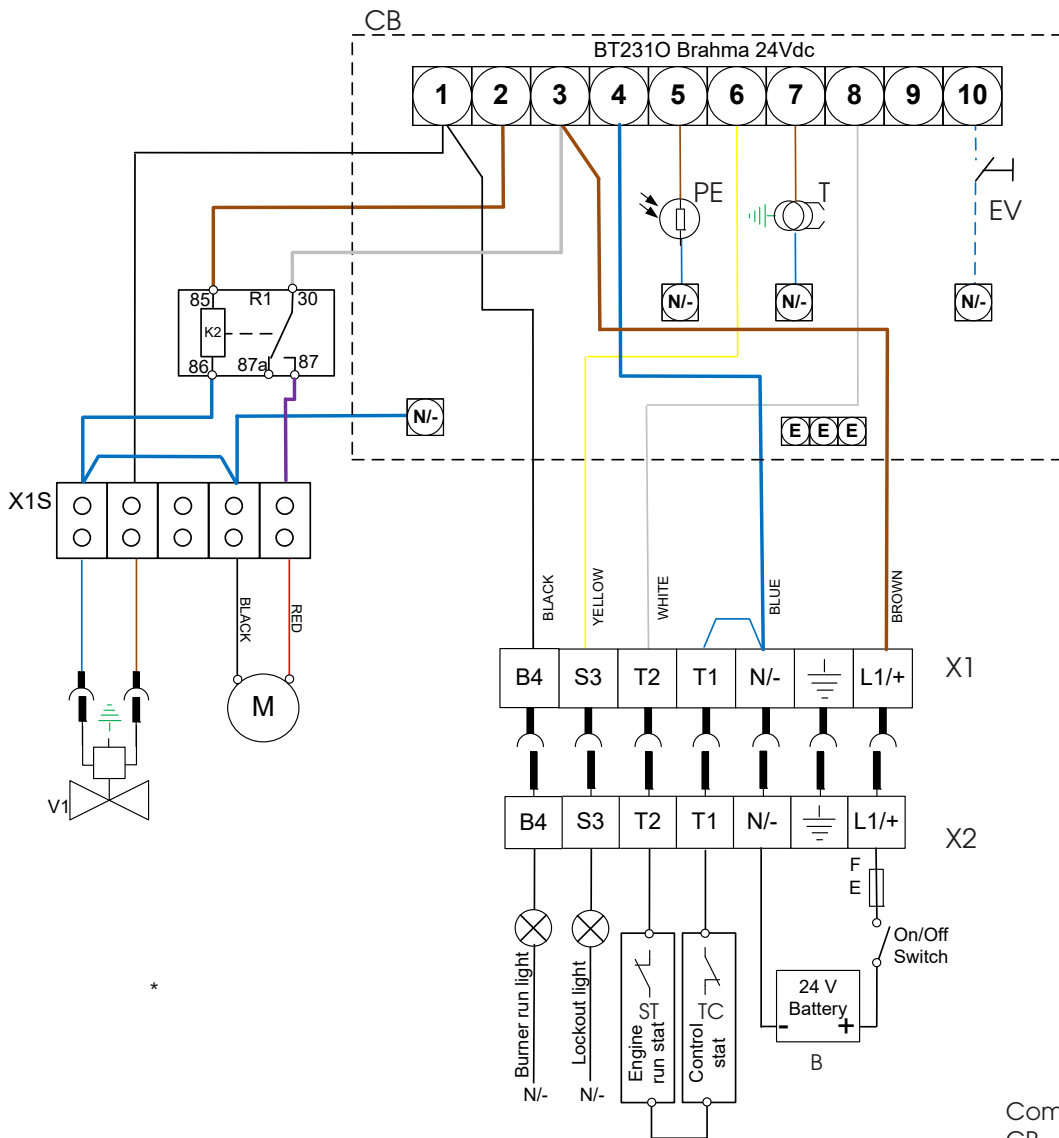 CB
BT231O Brahma 24Vdc
1 2 3 4 5 6 7 8 9 10
PE
T
EV
N/- N/- N/-
85 R1 30
K2
86 87a 87
N/-
E E E
X1S
BLACK
RED
BLACK
YELLOW
WHITE
BLUE
BROWN
M
V1
B4 S3 T2 T1 N/- L1/+
X1
B4 S3 T2 T1 N/- L1/+
X2
F
E
On/Off
Switch
24 V
Battery
- +
B
Burner run light
N/-
Lockout light
N/-
ST
Engine
run stat
TC
Control
stat
*
Com